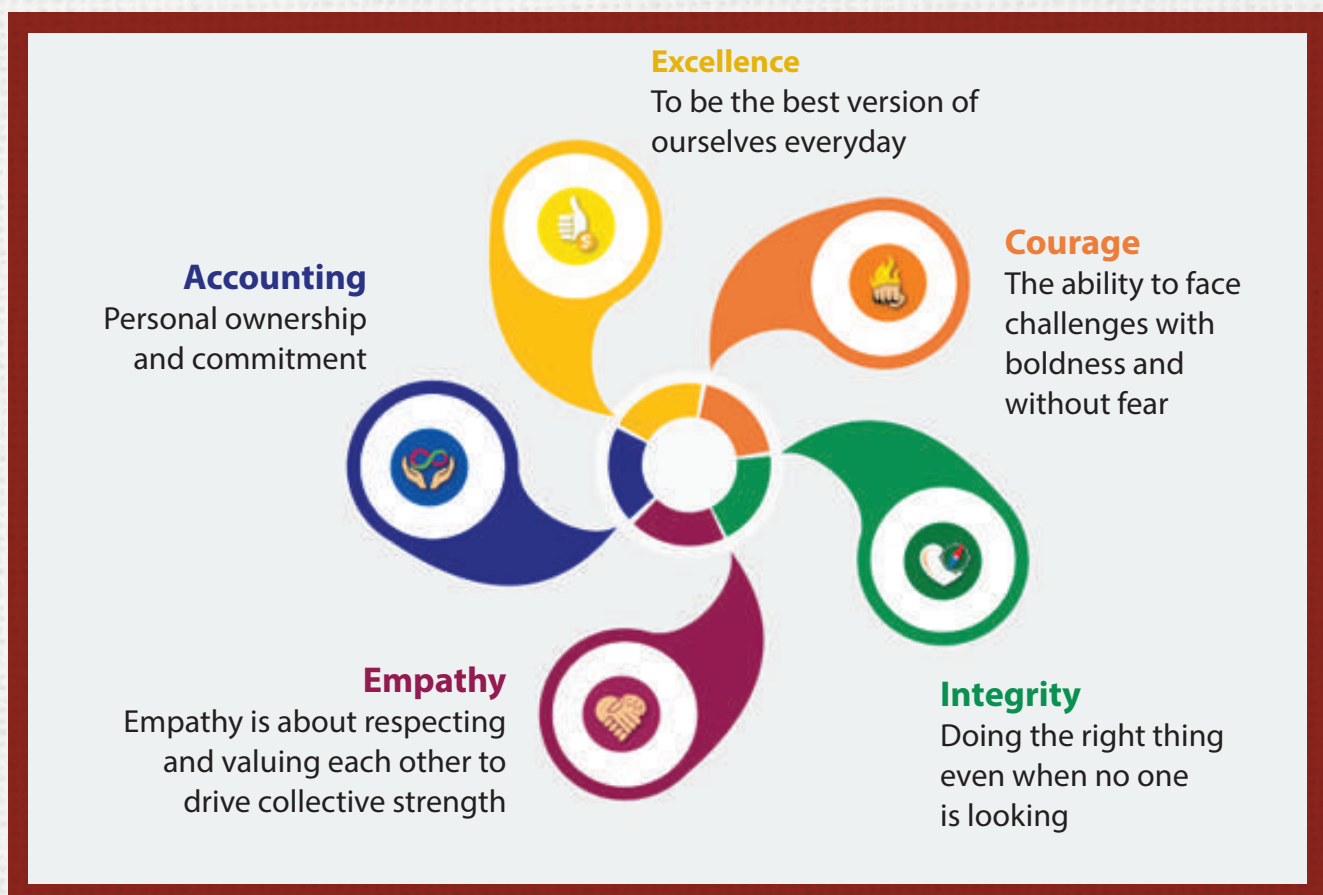 Excellence
To be the best version of
ourselves everyday
Courage
The ability to face
challenges with
boldness and
without fear
Accounting
Personal ownership
and commitment
Empathy
Empathy is about respecting
and valuing each other to
drive collective strength
Integrity
Doing the right thing
even when no one
is looking
$